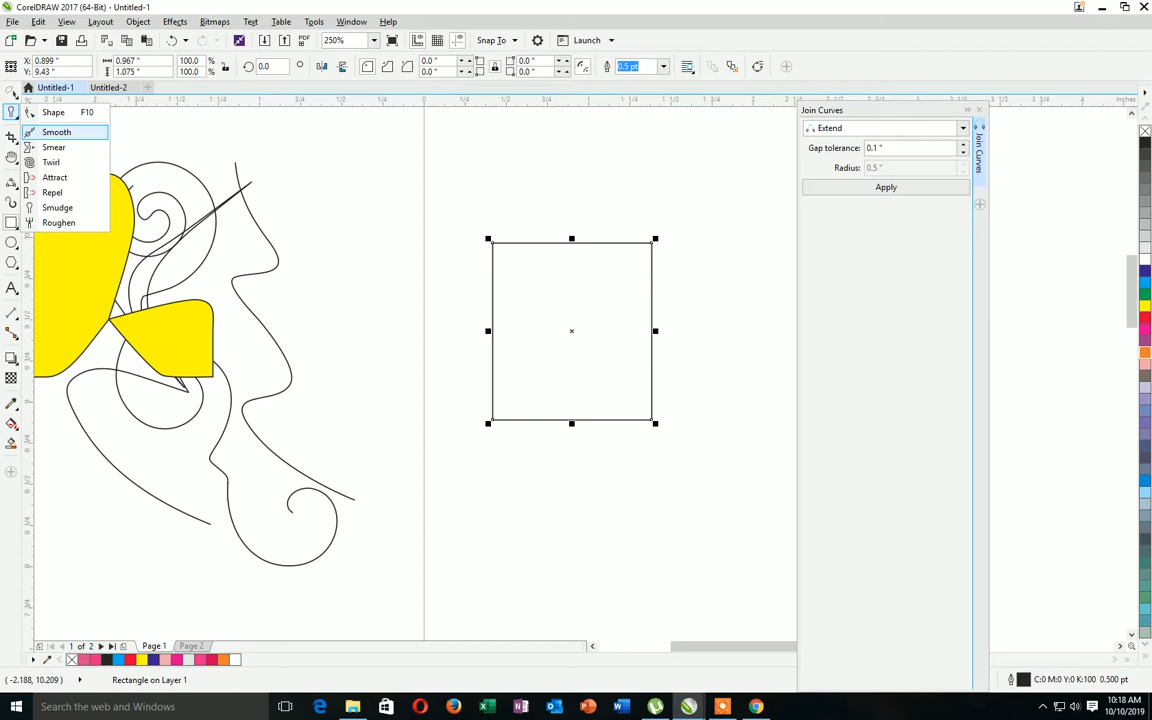 CorelDRAW 2017 (64-Bit) - Untitled-1
File Edit View Layout Object Effects Bitmaps Text Table Tools Window Help
PDF 250% Snap To Launch
X: 0.899 " 0.967 " 100.0 % 0.0 0.0 " 0.0 " 0.5 pt
Y: 9.43 " 1.075 " 100.0 % 0.0 " 0.0 "
Untitled-1 Untitled-2
inches
Shape F10
Smooth
Smear
Twirl
Attract
Repel
Smudge
Roughen
Join Curves
Extend
Gap tolerance: 0.1 "
Radius: 0.5 "
Apply
Join Curves
1 of 2 Page 1 Page 2
( -2.188, 10.209 ) Rectangle on Layer 1 C:0 M:0 Y:0 K:100 0.500 pt
Search the web and Windows
10:18 AM
10/10/2019